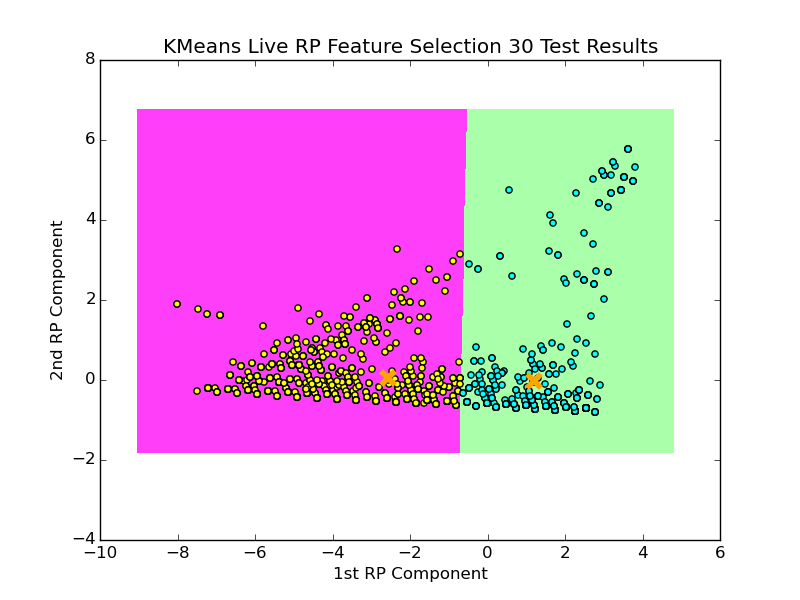 KMeans Live RP Feature Selection 30 Test Results
8
6
4
2
0
−2
−4
2nd RP Component
−10 −8 −6 −4 −2 0 2 4 6
1st RP Component